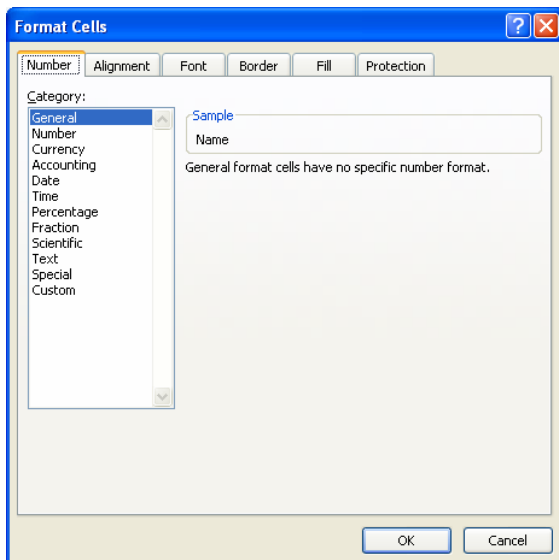 Format Cells
Number Alignment Font Border Fill Protection
Category:
General
Number
Currency
Accounting
Date
Time
Percentage
Fraction
Scientific
Text
Special
Custom
Sample
Name
General format cells have no specific number format.
OK Cancel